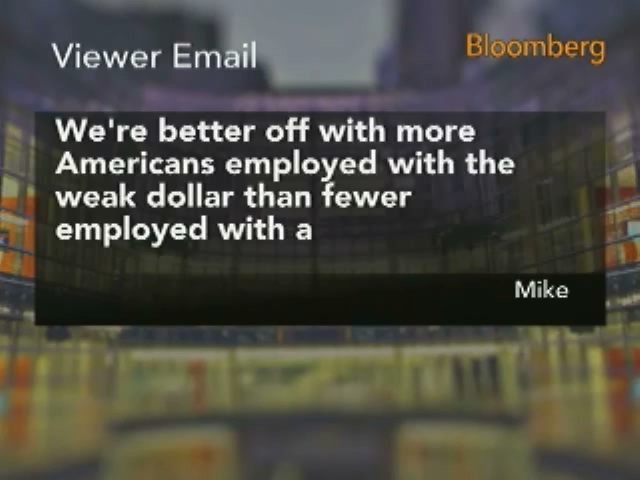 Viewer Email
Bloomberg
We're better off with more
Americans employed with the
weak dollar than fewer
employed with a
Mike